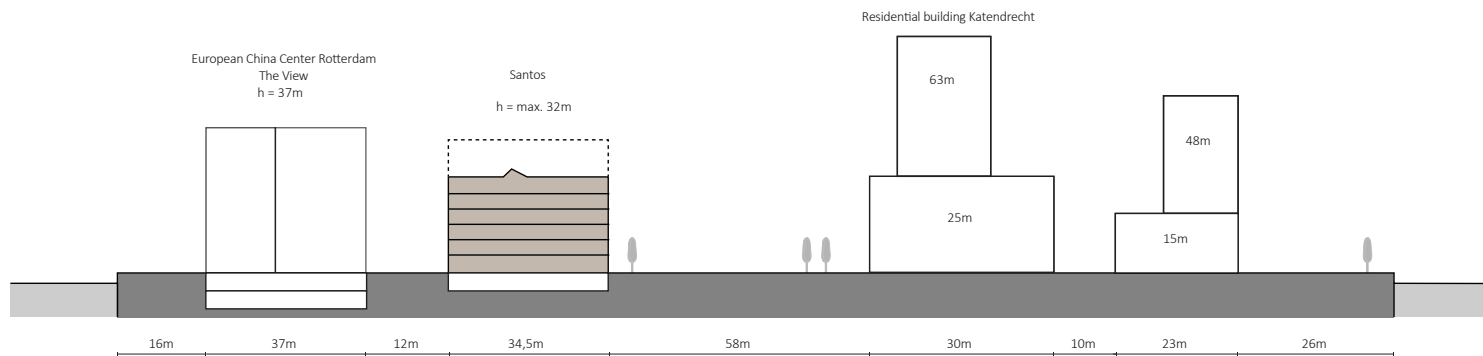 Residential building Katendrecht
European China Center Rotterdam
The View
h = 37m
Santos
h = max. 32m
63m
48m
25m
15m
16m
37m
12m
34,5m
58m
30m
10m
23m
26m